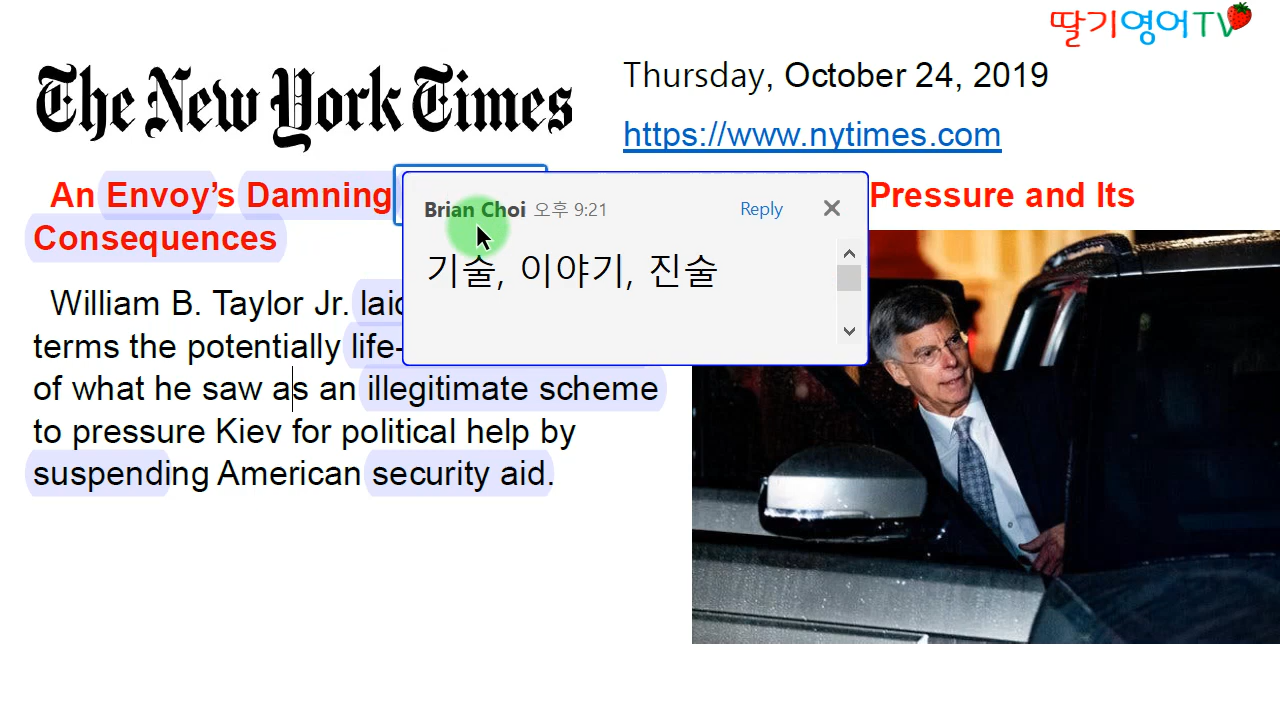 딸기영어TV
The New York Times
Thursday, October 24, 2019
https://www.nytimes.com
An Envoy's Damning Pressure and Its
Consequences
Brian Choi 오후 9:21 Reply
기술, 이야기, 진술
William B. Taylor Jr.
terms the potentially life-
of what he saw as an illegitimate scheme
to pressure Kiev for political help by
suspending American security aid.